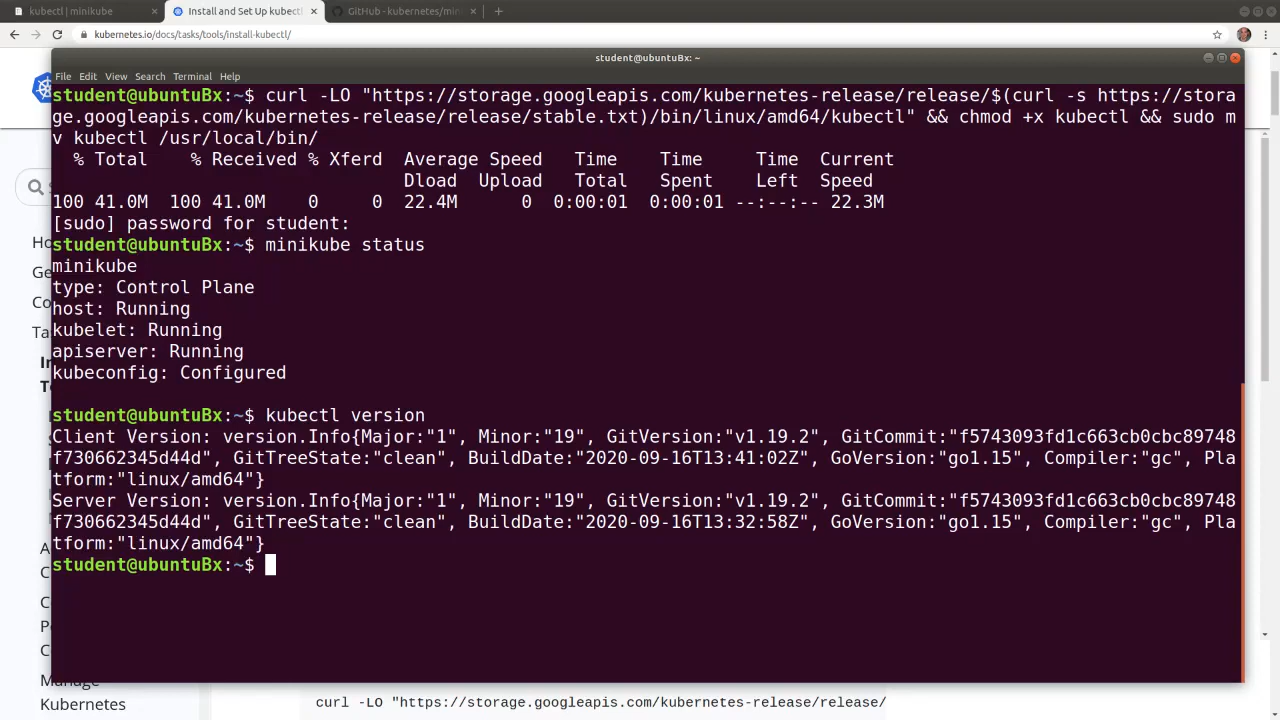 kubectl | minikube
Install and Set Up kubectl
GitHub - kubernetes/min
kubernetes.io/docs/tasks/tools/install-kubectl/
student@ubuntuBx: ~
File Edit View Search Terminal Help
student@ubuntuBx:~$ curl -LO "https://storage.googleapis.com/kubernetes-release/release/$(curl -s https://stora
ge.googleapis.com/kubernetes-release/release/stable.txt)/bin/linux/amd64/kubectl" && chmod +x kubectl && sudo m
v kubectl /usr/local/bin/
% Total % Received % Xferd Average Speed Time Time Time Current
Dload Upload Total Spent Left Speed
100 41.0M 100 41.0M 0 0 22.4M 0 0:00:01 0:00:01 --:--:-- 22.3M
[sudo] password for student:
student@ubuntuBx:~$ minikube status
minikube
type: Control Plane
host: Running
kubelet: Running
apiserver: Running
kubeconfig: Configured
student@ubuntuBx:~$ kubectl version
Client Version: version.Info{Major:"1", Minor:"19", GitVersion:"v1.19.2", GitCommit:"f5743093fd1c663cb0cbc89748
f730662345d44d", GitTreeState:"clean", BuildDate:"2020-09-16T13:41:02Z", GoVersion:"go1.15", Compiler:"gc", Pla
tform:"linux/amd64"}
Server Version: version.Info{Major:"1", Minor:"19", GitVersion:"v1.19.2", GitCommit:"f5743093fd1c663cb0cbc89748
f730662345d44d", GitTreeState:"clean", BuildDate:"2020-09-16T13:32:58Z", GoVersion:"go1.15", Compiler:"gc", Pla
tform:"linux/amd64"}
student@ubuntuBx:~$
Ho
Ge
Co
Ta
In
To
A
C
C
Po
C
Manage
Kubernetes
curl -LO "https://storage.googleapis.com/kubernetes-release/release/